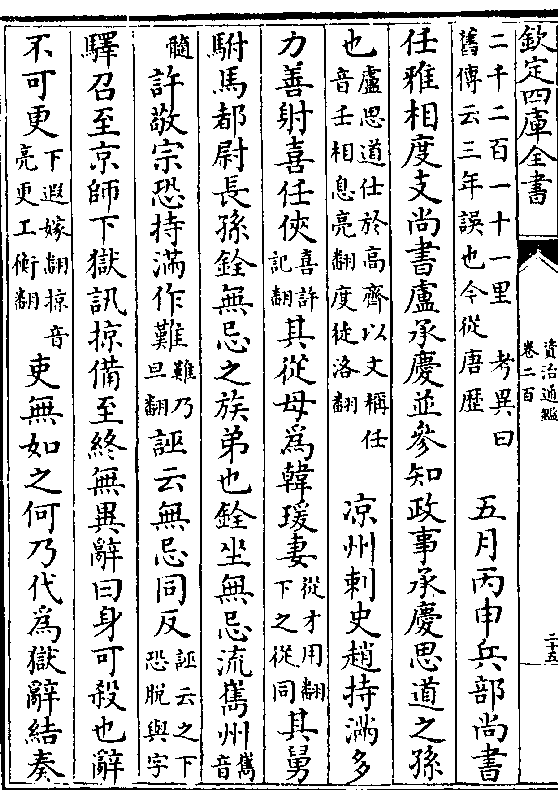 欽定四庫全書
資治通鑑
卷二百
二十五
二千二百一十一里　考異曰
舊傳云三年誤也今從唐歷
五月丙申兵部尚書
任雅相度支尚書盧承慶並參知政事承慶思道之孫
也
盧思道仕於髙齊以文稱任
音壬相息亮翻度徒洛翻
凉州刺史趙持滿多
力善射喜任俠
喜許
記翻
其從母為韓瑗妻
從才用翻
下之從同
其舅
駙馬都尉長孫銓無忌之族弟也銓坐無忌流巂州
巂
音
髓
許敬宗恐持滿作難
難乃
旦翻
誣云無忌同反
誣云之下
恐脱與字
驛召至京師下獄訊掠備至終無異辭曰身可殺也辭
不可更
下遐嫁翻掠音
亮更工衡翻
吏無如之何乃代為獄辭結奏